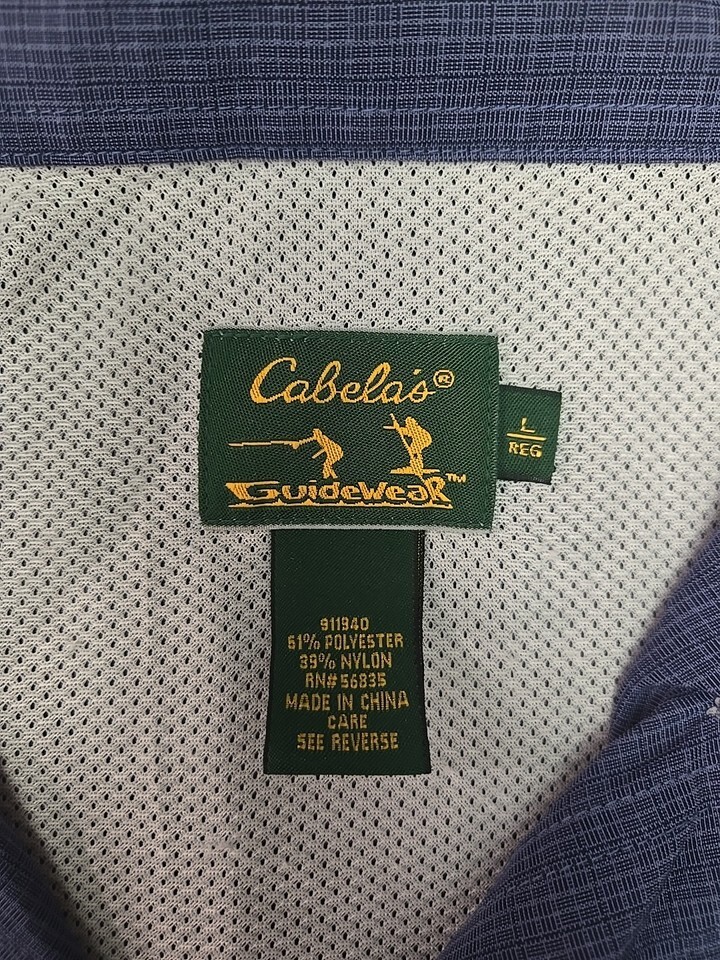 Cabela's®
GuideWeaR™
L
REG
911940
61% POLYESTER
39% NYLON
RN#56835
MADE IN CHINA
CARE
SEE REVERSE